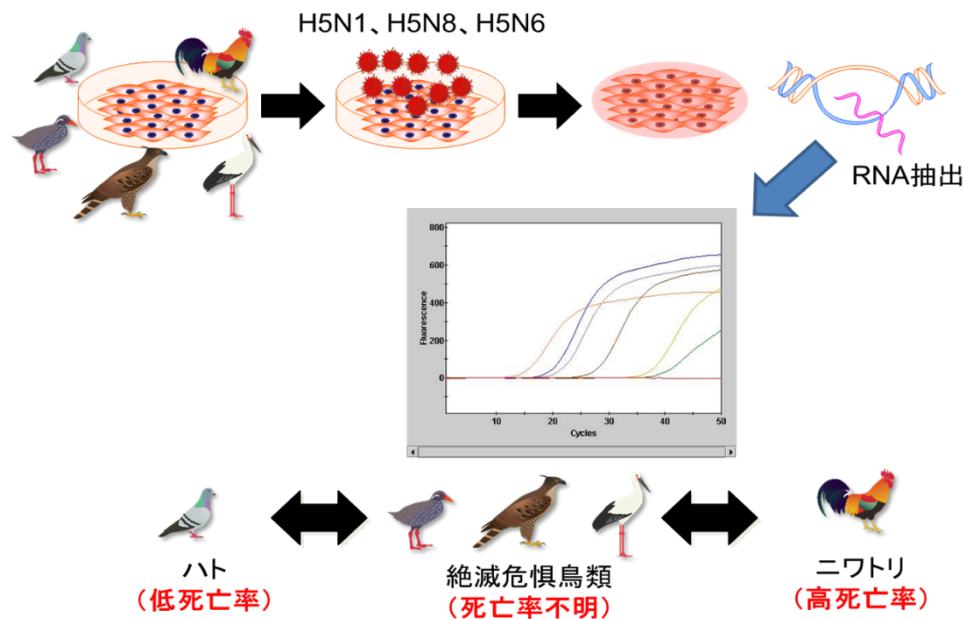 H5N1、H5N8、H5N6
RNA抽出
800
600
400
200
0
Fluorescence
10 20 30 40 50
Cycles
ハト
(低死亡率)
絶滅危惧鳥類
(死亡率不明)
ニワトリ
(高死亡率)